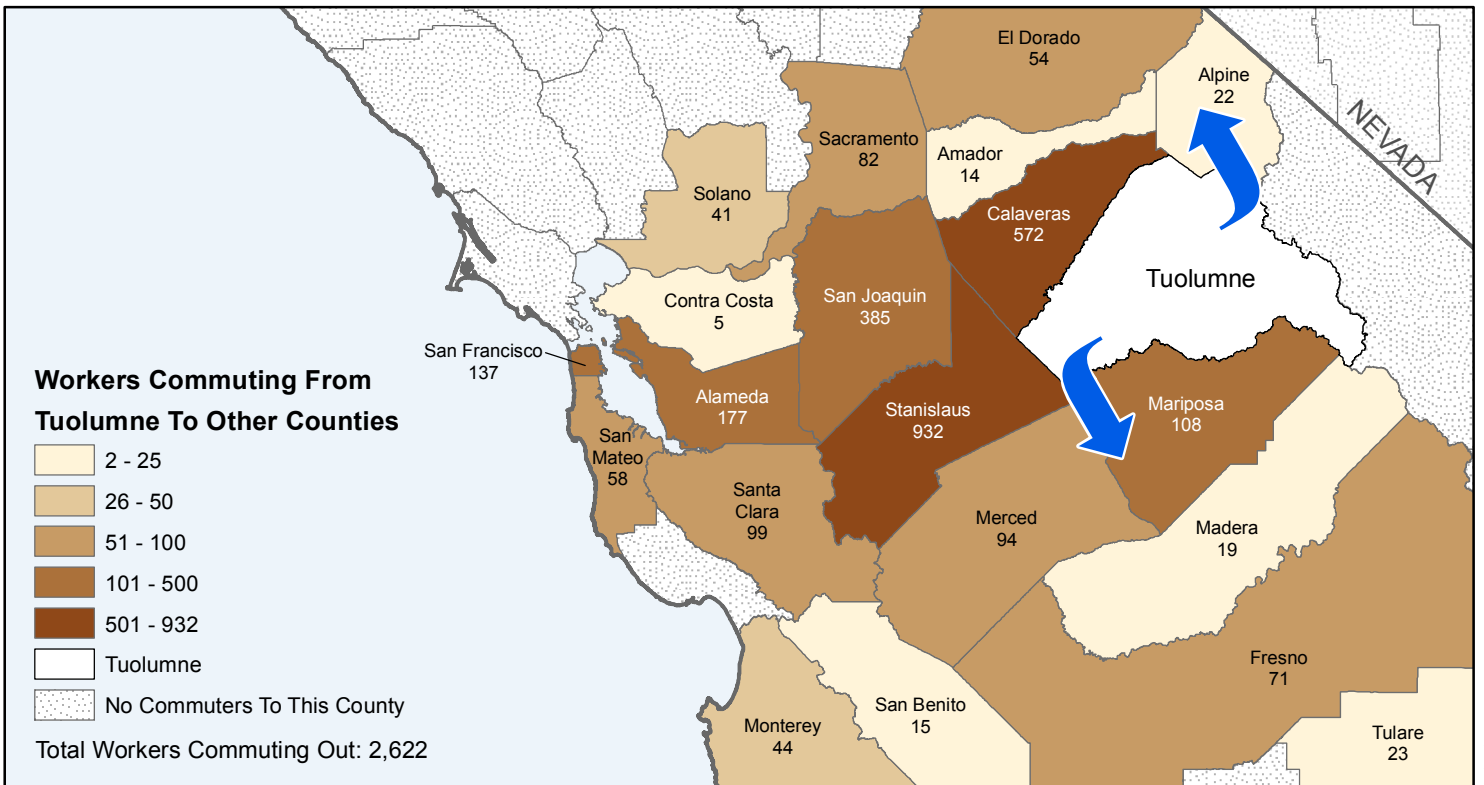 El Dorado
54
Alpine
22
NEVADA
Sacramento
82
Amador
14
Solano
41
Calaveras
572
Tuolumne
Contra Costa
5
San Joaquin
385
San Francisco
137
Alameda
177
Stanislaus
932
Mariposa
108
San
Mateo
58
Santa
Clara
99
Merced
94
Madera
19
Fresno
71
San Benito
15
Monterey
44
Tulare
23
Workers Commuting From
Tuolumne To Other Counties
2 - 25
26 - 50
51 - 100
101 - 500
501 - 932
Tuolumne
No Commuters To This County
Total Workers Commuting Out: 2,622